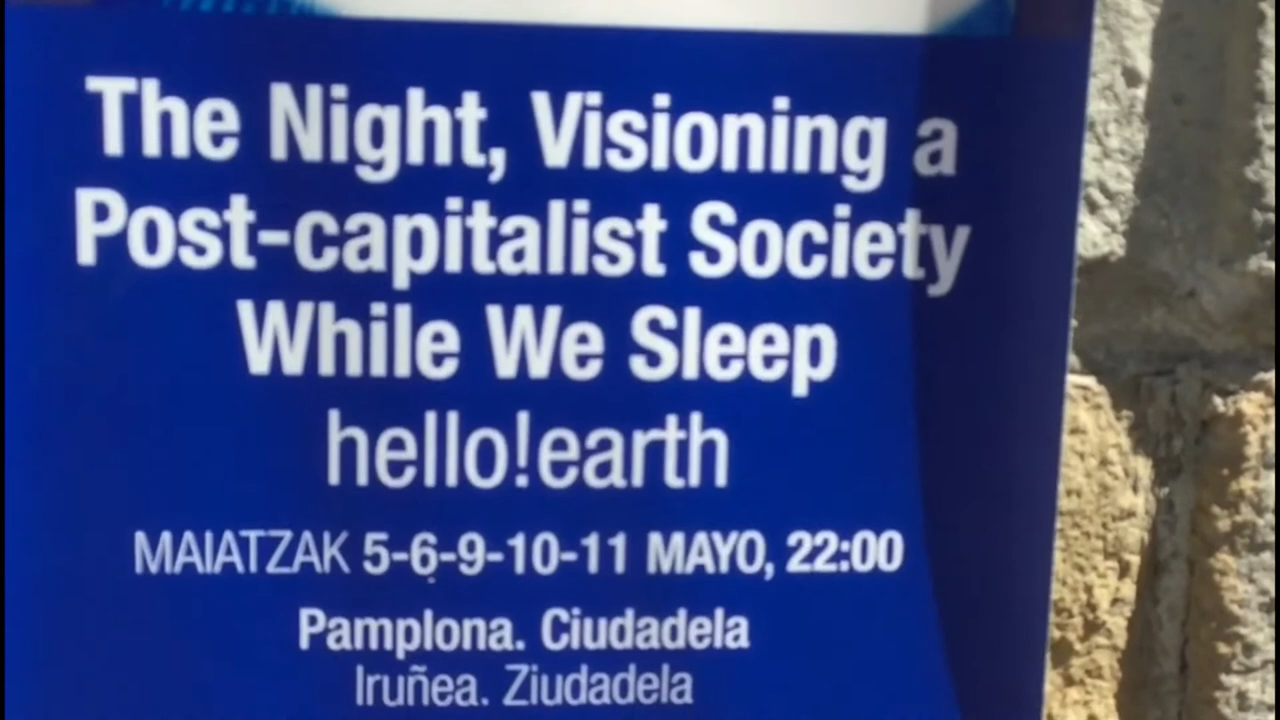 The Night, Visioning a
Post-capitalist Society
While We Sleep
hello!earth
MAIATZAK 5-6-9-10-11 MAYO, 22:00
Pamplona. Ciudadela
Iruñea. Ziudadela